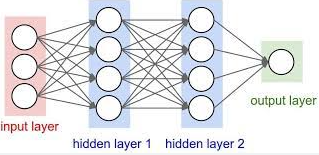 output layer
input layer
hidden layer 1 hidden layer 2